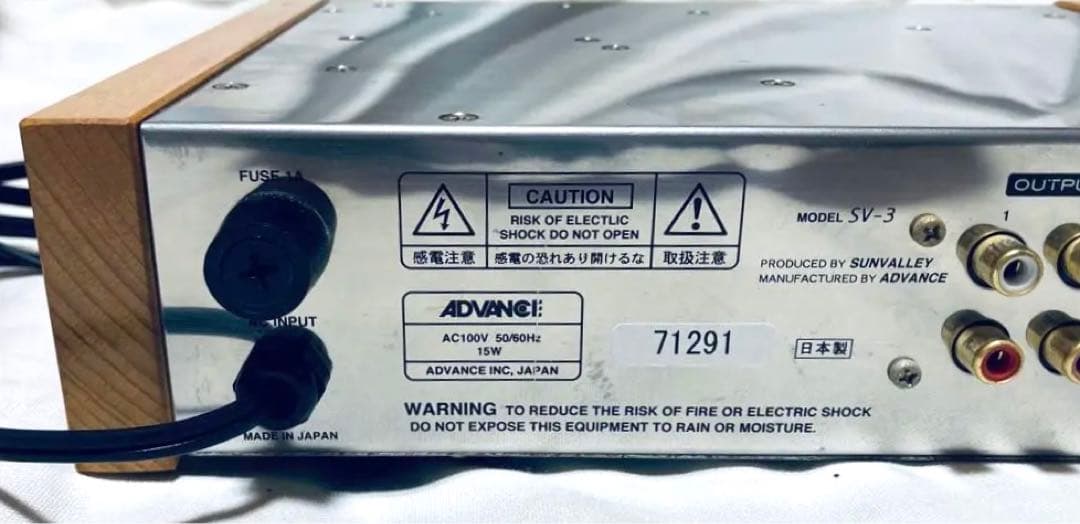 FUSE 1A
CAUTION
RISK OF ELECTLIC
SHOCK DO NOT OPEN
感電注意
感電の恐れあり開けるな
取扱注意
MODEL SV-3
OUTPU
1
PRODUCED BY SUNVALLEY
MANUFACTURED BY ADVANCE
AC INPUT
ADVANCE
AC100V 50/60Hz
15W
ADVANCE INC, JAPAN
71291
日本製
WARNING TO REDUCE THE RISK OF FIRE OR ELECTRIC SHOCK
DO NOT EXPOSE THIS EQUIPMENT TO RAIN OR MOISTURE.
MADE IN JAPAN